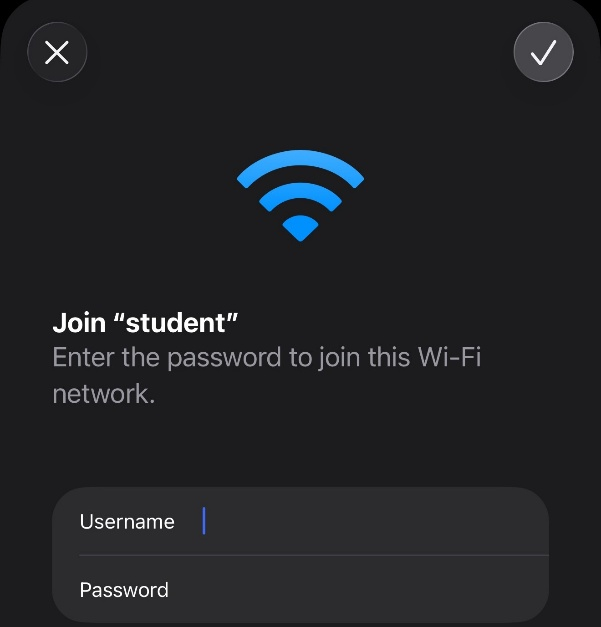 Join “student”
Enter the password to join this Wi-Fi
network.
Username
Password